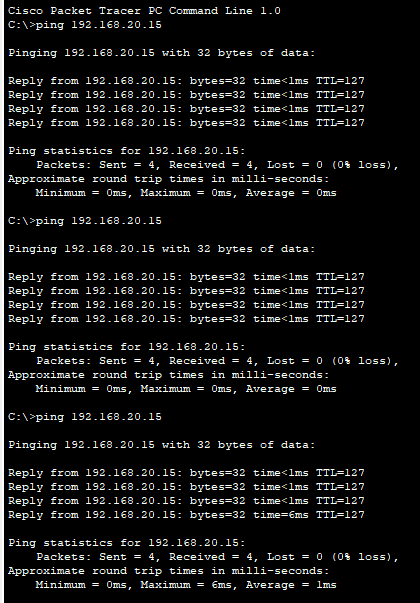 Cisco Packet Tracer PC Command Line 1.0
C:\>ping 192.168.20.15
Pinging 192.168.20.15 with 32 bytes of data:
Reply from 192.168.20.15: bytes=32 time<1ms TTL=127
Reply from 192.168.20.15: bytes=32 time<1ms TTL=127
Reply from 192.168.20.15: bytes=32 time<1ms TTL=127
Reply from 192.168.20.15: bytes=32 time<1ms TTL=127
Ping statistics for 192.168.20.15:
    Packets: Sent = 4, Received = 4, Lost = 0 (0% loss),
Approximate round trip times in milli-seconds:
    Minimum = 0ms, Maximum = 0ms, Average = 0ms
C:\>ping 192.168.20.15
Pinging 192.168.20.15 with 32 bytes of data:
Reply from 192.168.20.15: bytes=32 time<1ms TTL=127
Reply from 192.168.20.15: bytes=32 time<1ms TTL=127
Reply from 192.168.20.15: bytes=32 time<1ms TTL=127
Reply from 192.168.20.15: bytes=32 time<1ms TTL=127
Ping statistics for 192.168.20.15:
    Packets: Sent = 4, Received = 4, Lost = 0 (0% loss),
Approximate round trip times in milli-seconds:
    Minimum = 0ms, Maximum = 0ms, Average = 0ms
C:\>ping 192.168.20.15
Pinging 192.168.20.15 with 32 bytes of data:
Reply from 192.168.20.15: bytes=32 time<1ms TTL=127
Reply from 192.168.20.15: bytes=32 time<1ms TTL=127
Reply from 192.168.20.15: bytes=32 time<1ms TTL=127
Reply from 192.168.20.15: bytes=32 time=6ms TTL=127
Ping statistics for 192.168.20.15:
    Packets: Sent = 4, Received = 4, Lost = 0 (0% loss),
Approximate round trip times in milli-seconds:
    Minimum = 0ms, Maximum = 6ms, Average = 1ms